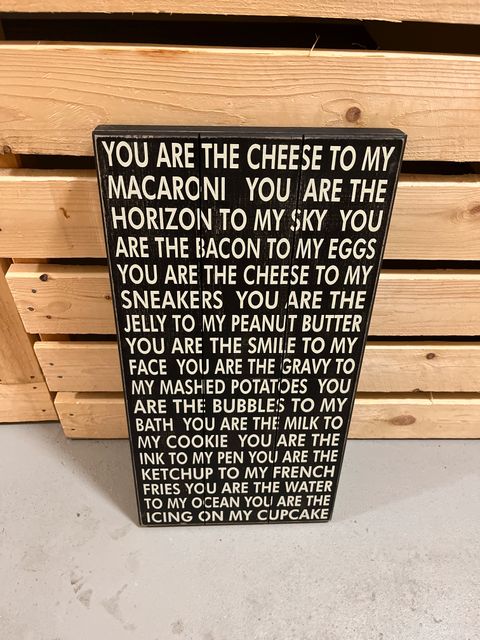 YOU ARE THE CHEESE TO MY
MACARONI YOU ARE THE
HORIZON TO MY SKY YOU
ARE THE BACON TO MY EGGS
YOU ARE THE CHEESE TO MY
SNEAKERS YOU ARE THE
JELLY TO MY PEANUT BUTTER
YOU ARE THE SMILE TO MY
FACE YOU ARE THE GRAVY TO
MY MASHED POTATOES YOU
ARE THE BUBBLES TO MY
BATH YOU ARE THE MILK TO
MY COOKIE YOU ARE THE
INK TO MY PEN YOU ARE THE
KETCHUP TO MY FRENCH
FRIES YOU ARE THE WATER
TO MY OCEAN YOU ARE THE
ICING ON MY CUPCAKE